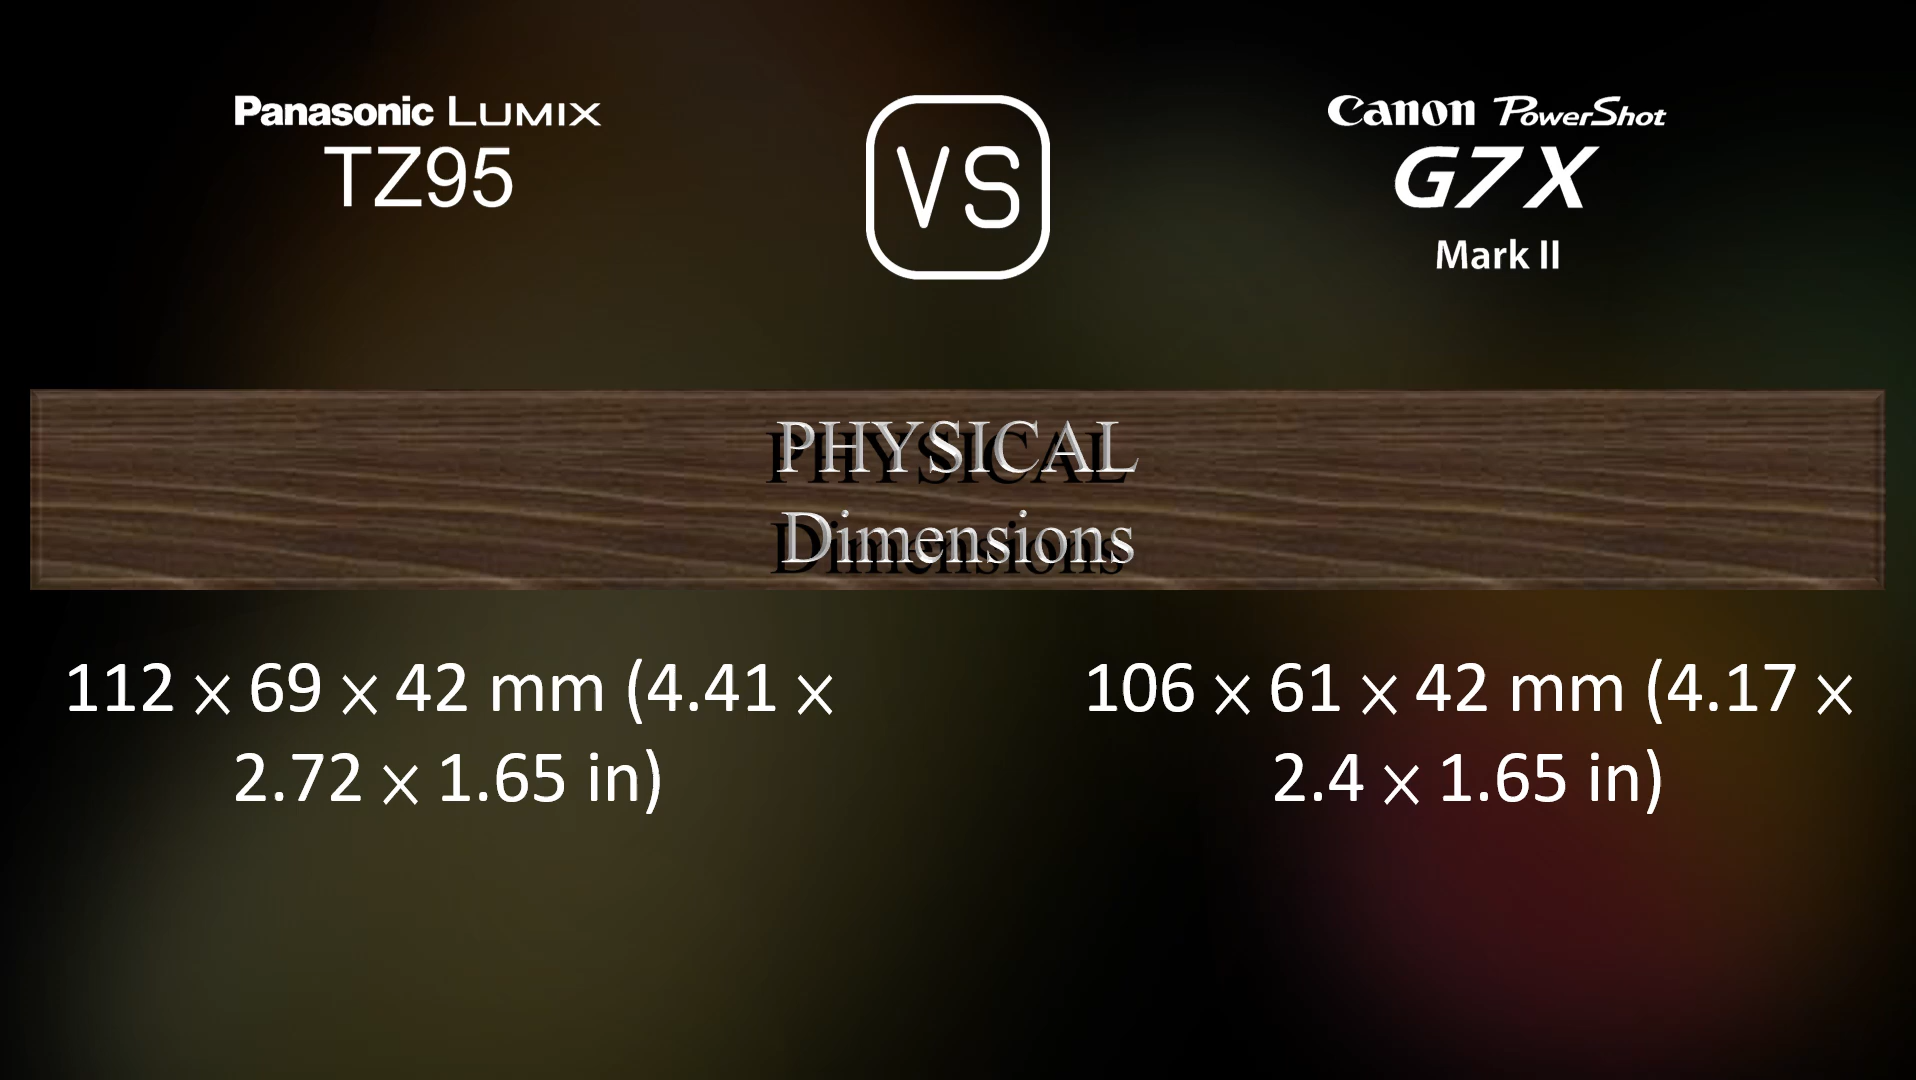 Panasonic LUMIX
TZ95
VS
Canon PowerShot
G7 X
Mark II
PHYSICAL
Dimensions
112 x 69 x 42 mm (4.41 x
2.72 x 1.65 in)
106 x 61 x 42 mm (4.17 x
2.4 x 1.65 in)